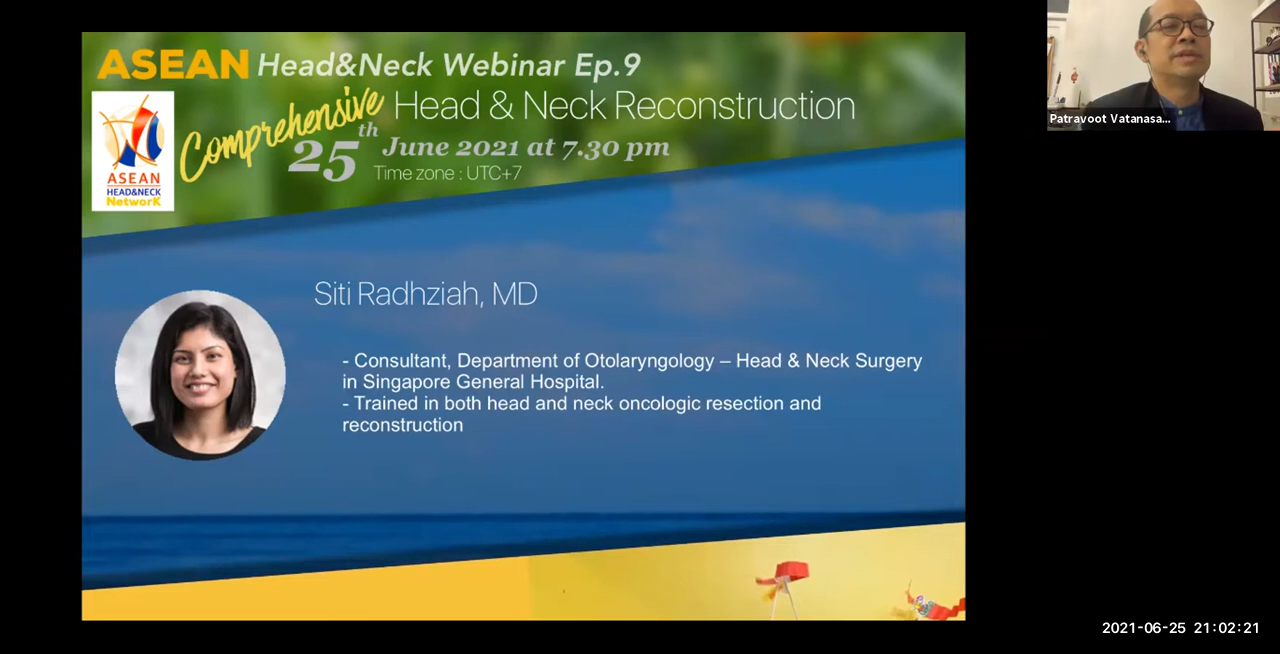 ASEAN Head&Neck Webinar Ep.9
Comprehensive Head & Neck Reconstruction
25th June 2021 at 7.30 pm
Time zone : UTC+7
ASEAN
HEAD&NECK
NetworK
Patravoot Vatanasa...
Siti Radhziah, MD
- Consultant, Department of Otolaryngology – Head & Neck Surgery
in Singapore General Hospital.
- Trained in both head and neck oncologic resection and
reconstruction
2021-06-25 21:02:21